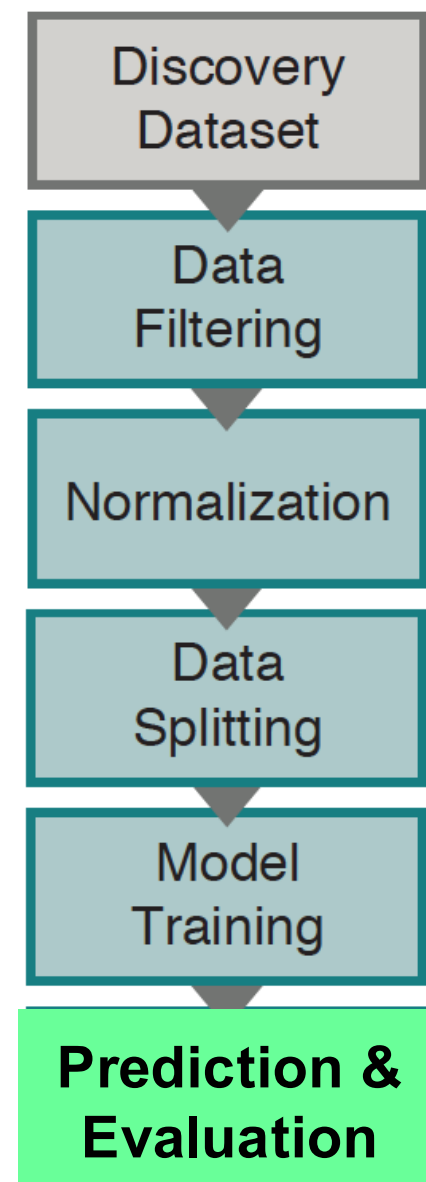 Discovery
Dataset
Data
Filtering
Normalization
Data
Splitting
Model
Training
Prediction &
Evaluation